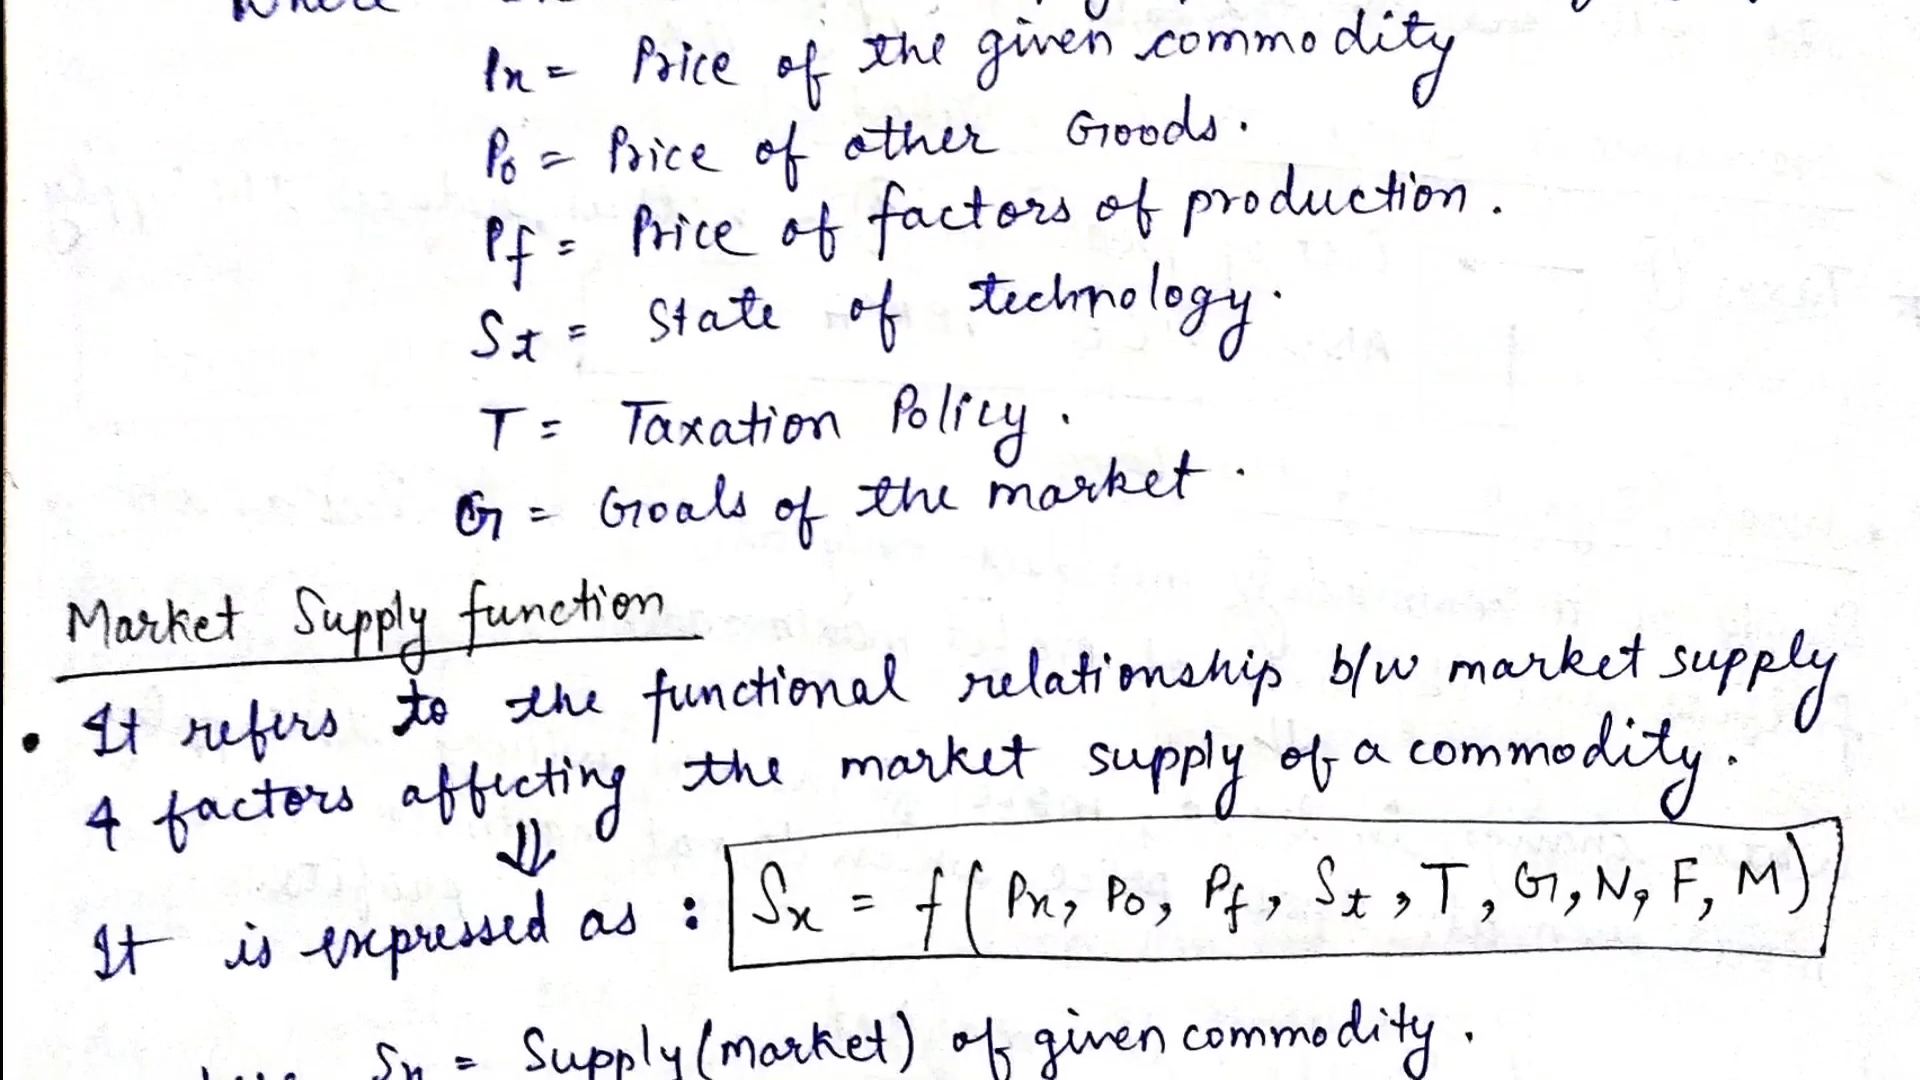 Px = Price of the given commodity
Po = Price of other Goods.
Pf = Price of factors of production.
St = State of technology.
T = Taxation Policy.
G = Goals of the market.
Market Supply function
• It refers to the functional relationship b/w market supply
& factors affecting the market supply of a commodity.
⇓
It is expressed as : Sx = f( Px, Po, Pf, St, T, G, N, F, M)
Sx = Supply (market) of given commodity.